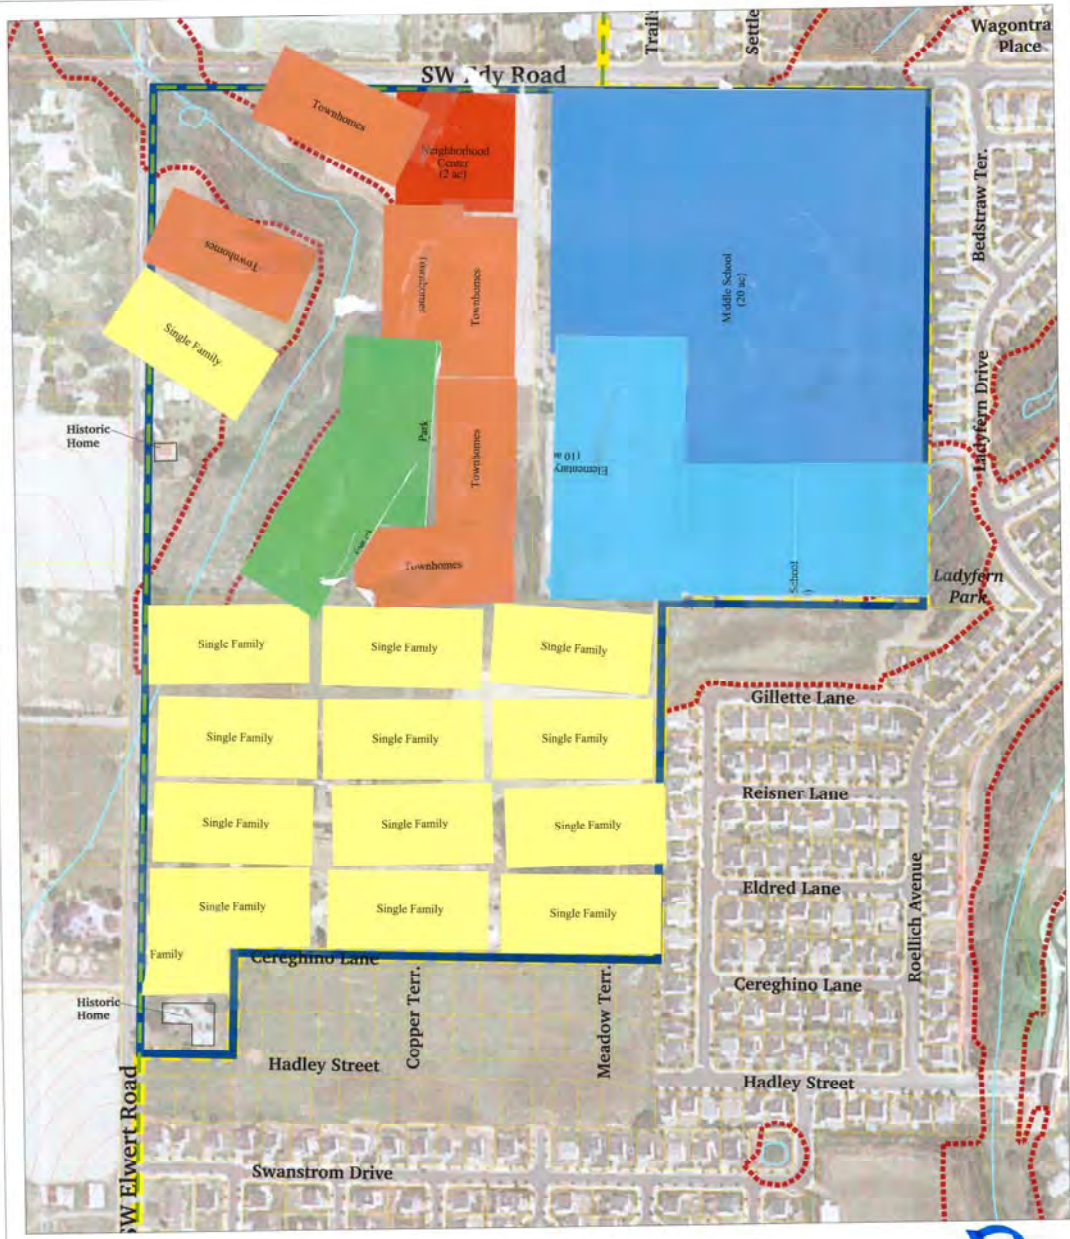 Wagontra
Place
Trail
Settle
SW Edy Road
Townhomes
Neighborhood
Center
(2 ac)
Bedstraw Ter.
Townhomes
Townhomes
Townhomes
Middle School
(20 ac)
Single Family
Ladyfern Drive
Historic
Home
Park
Townhomes
Elementary
(10 ac
Townhomes
School
)
Ladyfern
Park
Single Family
Single Family
Single Family
Gillette Lane
Single Family
Single Family
Single Family
Reisner Lane
Single Family
Single Family
Single Family
Eldred Lane
Roellich Avenue
Single Family
Single Family
Single Family
Family
Cereghino Lane
Copper Terr.
Meadow Terr.
Cereghino Lane
Historic
Home
Hadley Street
Hadley Street
SW Elwert Road
Swanstrom Drive